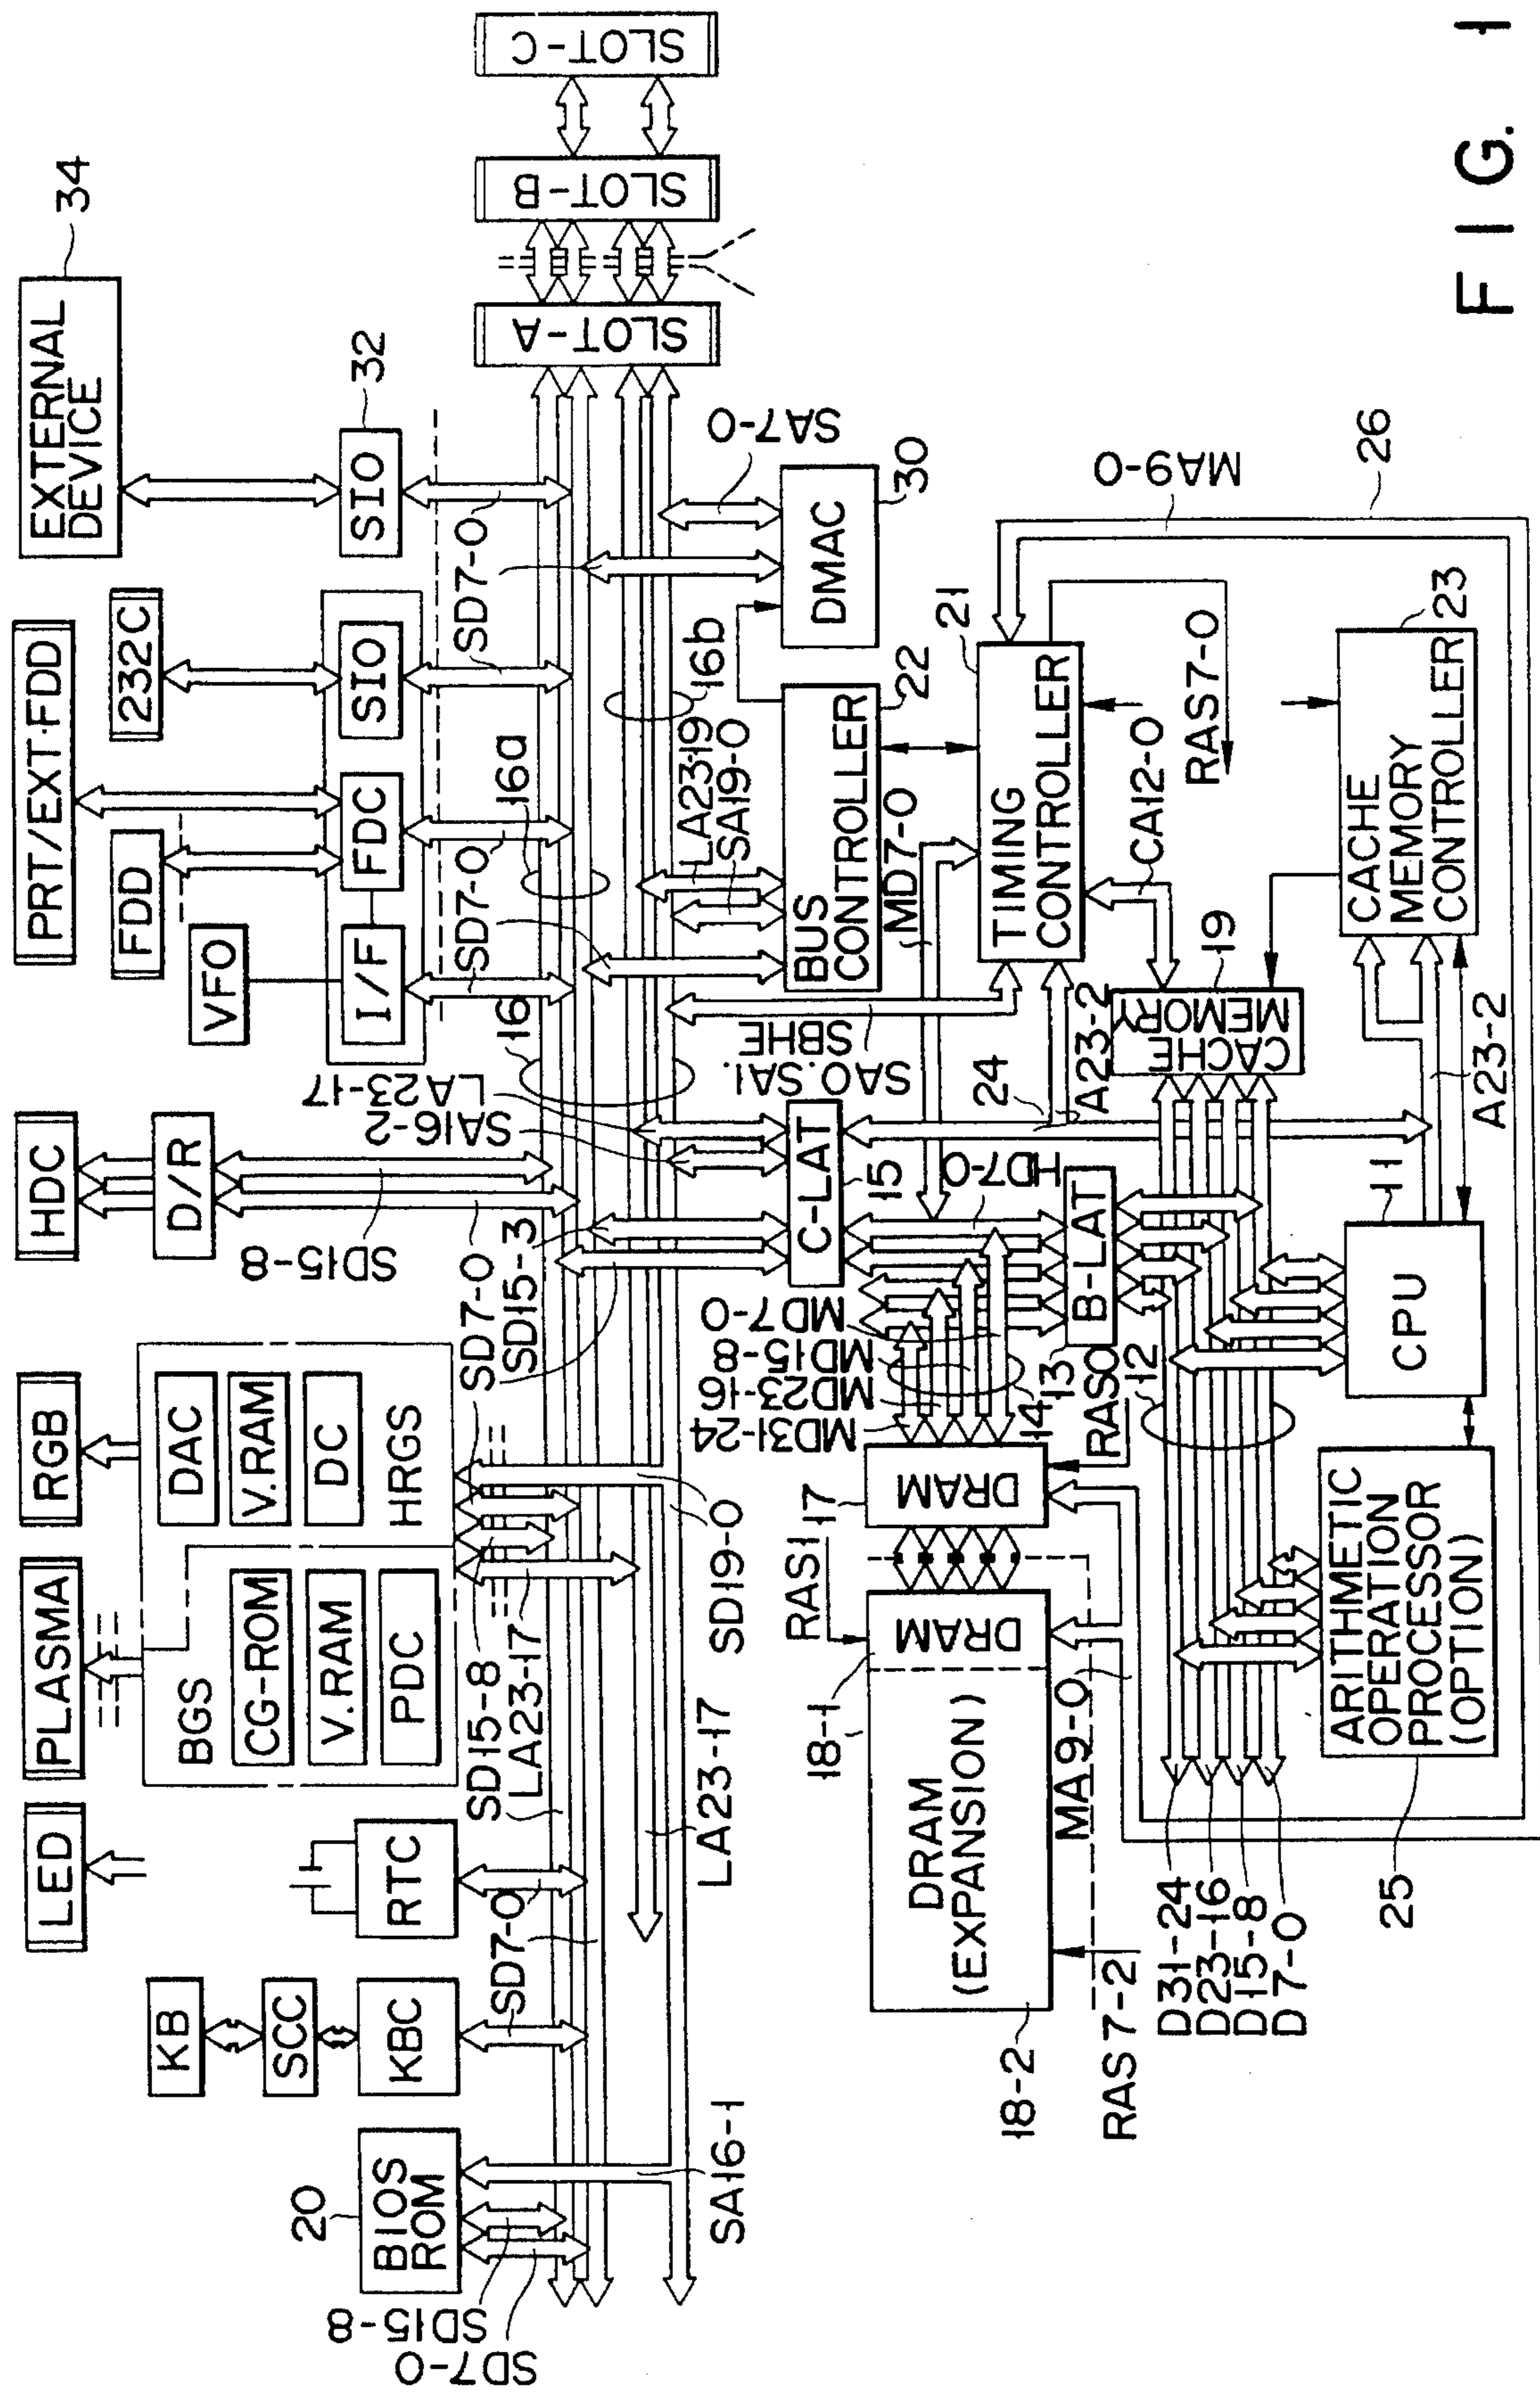 LED
PLASMA
RGB
HDC
PRT/EXT·FDD
FDD
232C
EXTERNAL
DEVICE
34
KB
SCC
KBC
RTC
BGS
CG-ROM
V.RAM
PDC
DAC
V.RAM
DC
HRGS
D/R
VFO
I/F
FDC
SIO
SIO
32
20
BIOS
ROM
SD15-8
SD7-0
SD7-0
SD15-8
LA23-17
SD7-0
SD15-3
SD15-8
SA16-2
LA23-17
16
SD7-0
16a
SD7-0
SLOT-A
SLOT-B
SLOT-C
SA16-1
LA23-17
SD19-0
C-LAT
15
SA0.SA1.
SBHE
LA23-19
SA19-0
16b
BUS
CONTROLLER
22
DMAC
30
SA7-0
18-2
DRAM
(EXPANSION)
18-1
DRAM
RAS1
17
DRAM
RAS0
MD31-24
MD23-16
MD15-8
MD7-0
14
13
B-LAT
HD7-0
24
MD7-0
TIMING
CONTROLLER
21
MA9-0
26
A23-2
CA12-0
RAS7-0
RAS7-2
MA9-0
12
CACHE
MEMORY
19
CACHE
MEMORY
CONTROLLER
23
D31-24
D23-16
D15-8
D7-0
25
ARITHMETIC
OPERATION
PROCESSOR
(OPTION)
CPU
11
A23-2
FIG. 1